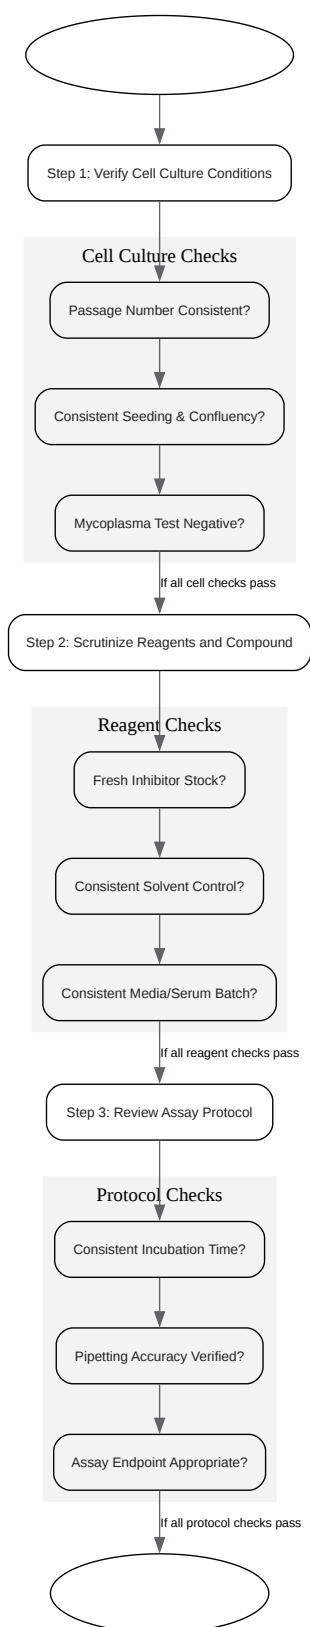 Step 1: Verify Cell Culture Conditions
Cell Culture Checks
Passage Number Consistent?
Consistent Seeding & Confluency?
Mycoplasma Test Negative?
If all cell checks pass
Step 2: Scrutinize Reagents and Compound
Reagent Checks
Fresh Inhibitor Stock?
Consistent Solvent Control?
Consistent Media/Serum Batch?
If all reagent checks pass
Step 3: Review Assay Protocol
Protocol Checks
Consistent Incubation Time?
Pipetting Accuracy Verified?
Assay Endpoint Appropriate?
If all protocol checks pass